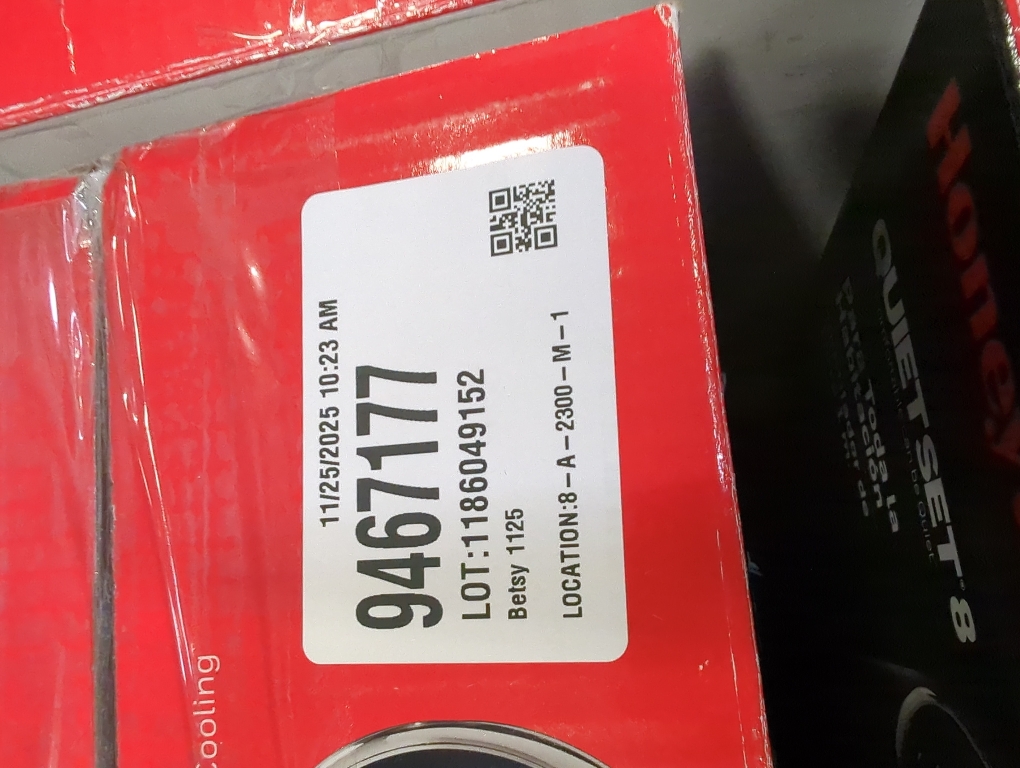 11/25/2025 10:23 AM
9467177
LOT:1186049152
Betsy 1125
LOCATION:8-A-2300-M-1
Cooling
Honey
QUIETSET 8
Toda la